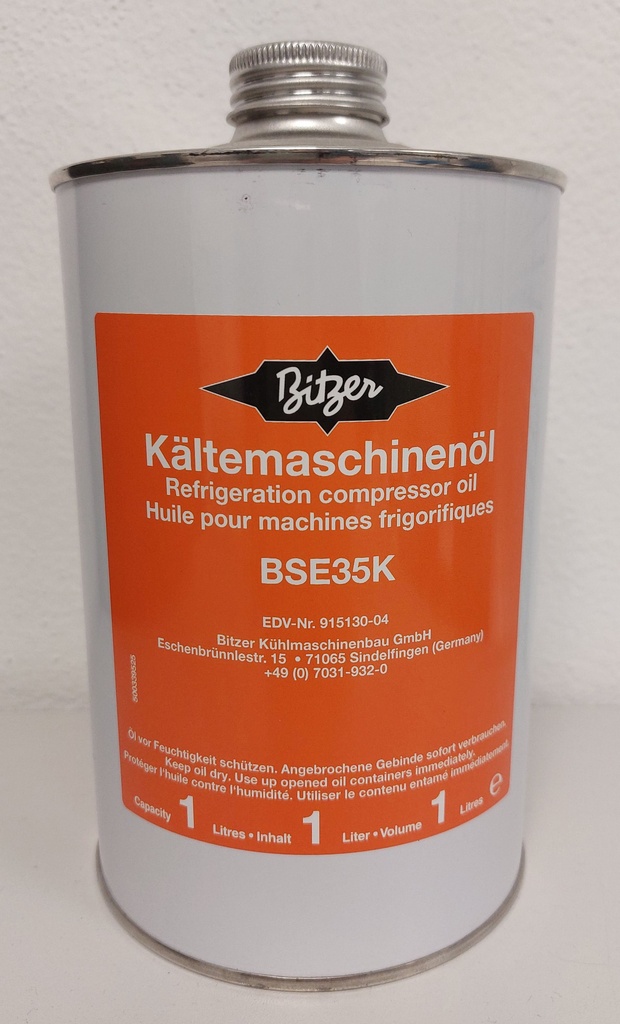 Bitzer
Kältemaschinenöl
Refrigeration compressor oil
Huile pour machines frigorifiques
BSE35K
EDV-Nr. 915130-04
Bitzer Kühlmaschinenbau GmbH
Eschenbrünnlestr. 15 • 71065 Sindelfingen (Germany)
+49 (0) 7031-932-0
Öl vor Feuchtigkeit schützen. Angebrochene Gebinde sofort verbrauchen.
Keep oil dry. Use up opened oil containers immediately.
Protéger l'huile contre l'humidité. Utiliser le contenu entamé immédiatement.
Capacity 1 Litres • Inhalt 1 Liter • Volume 1 Litres ℮